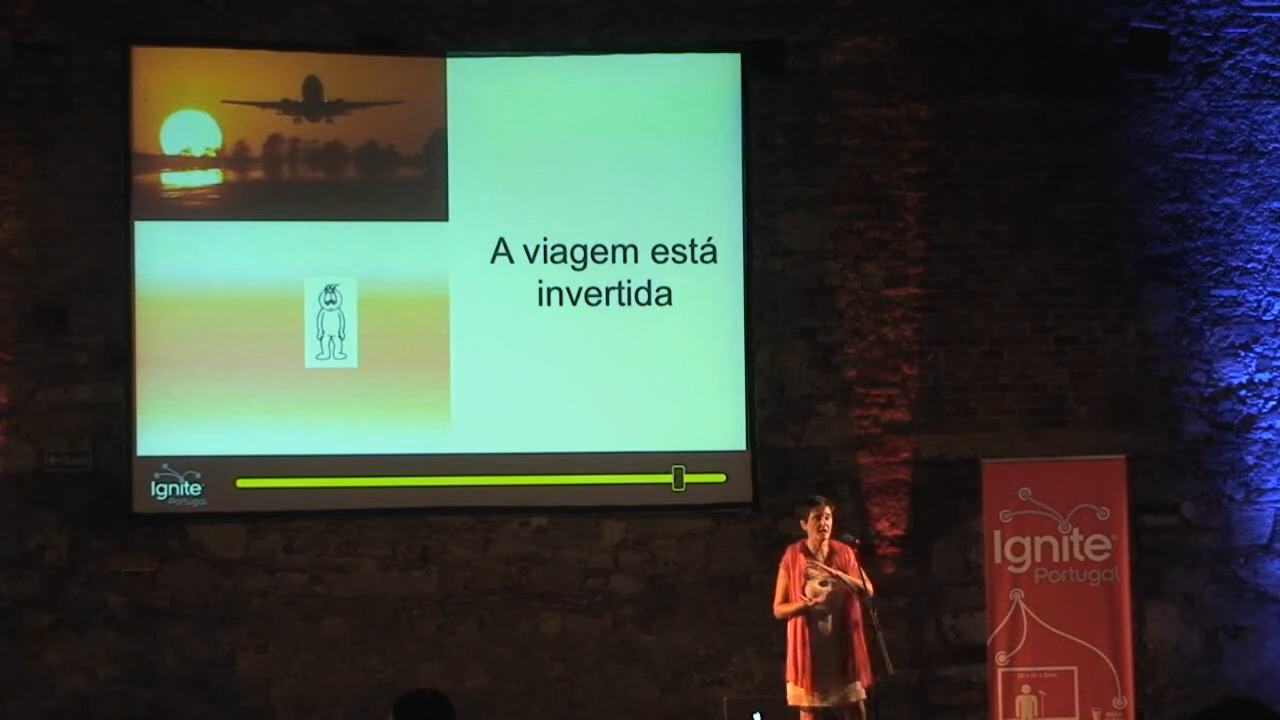 A viagem está
invertida
Ignite
Portugal
Ignite
Portugal